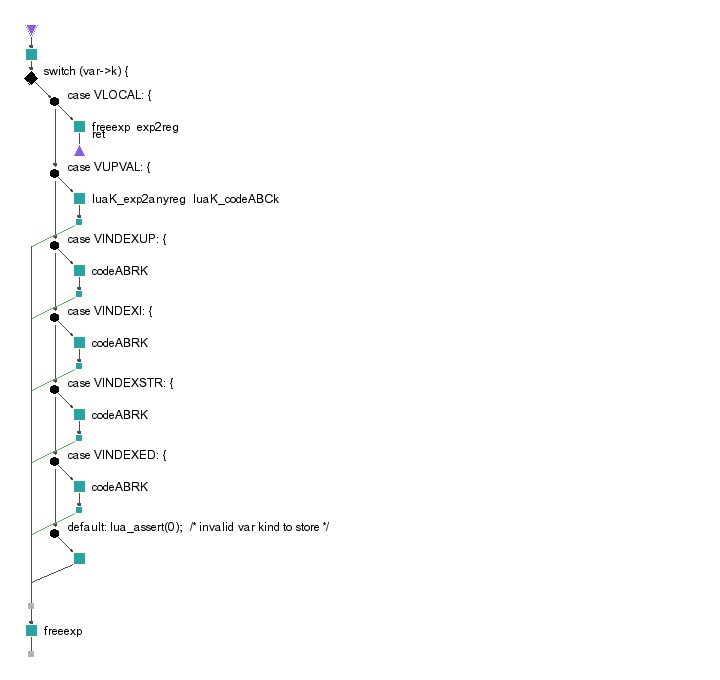 switch (var->k) {
case VLOCAL: {
freeexp exp2reg
ret
case VUPVAL: {
luaK_exp2anyreg luaK_codeABCk
case VINDEXUP: {
codeABRK
case VINDEXI: {
codeABRK
case VINDEXSTR: {
codeABRK
case VINDEXED: {
codeABRK
default: lua_assert(0); /* invalid var kind to store */
freeexp